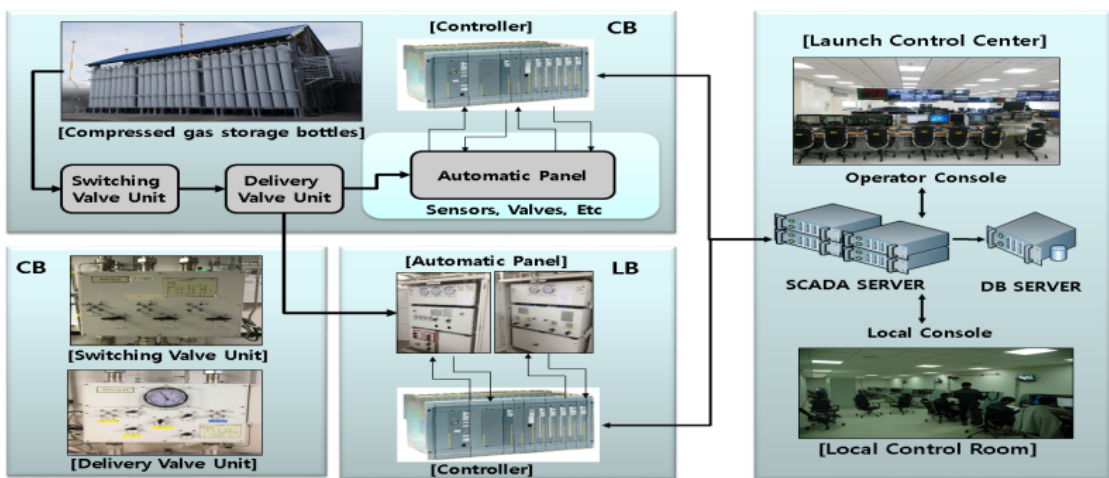 [Controller]
CB
[Compressed gas storage bottles]
Switching
Valve Unit
Delivery
Valve Unit
Automatic Panel
Sensors, Valves, Etc
CB
[Switching Valve Unit]
[Delivery Valve Unit]
[Automatic Panel]
LB
[Controller]
[Launch Control Center]
Operator Console
SCADA SERVER
DB SERVER
Local Console
[Local Control Room]